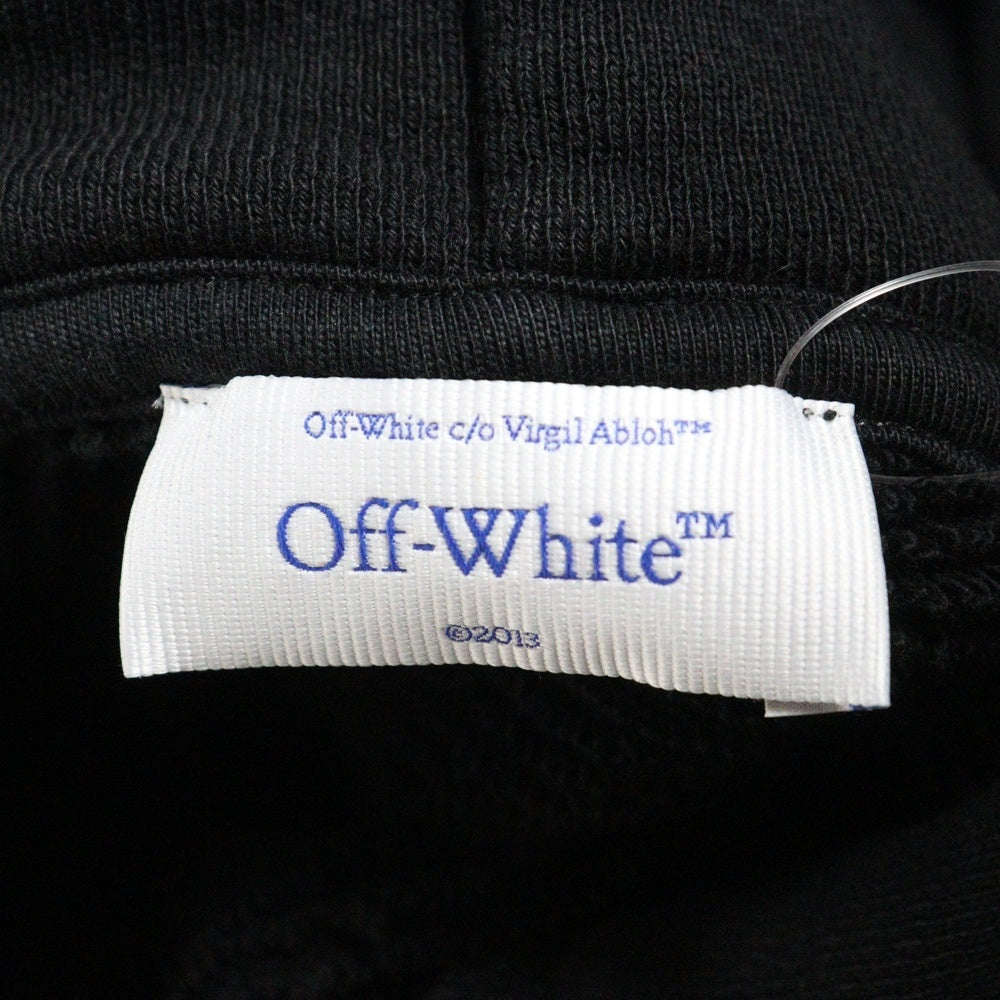 Off-White c/o Virgil Abloh™
Off-White™
©2013